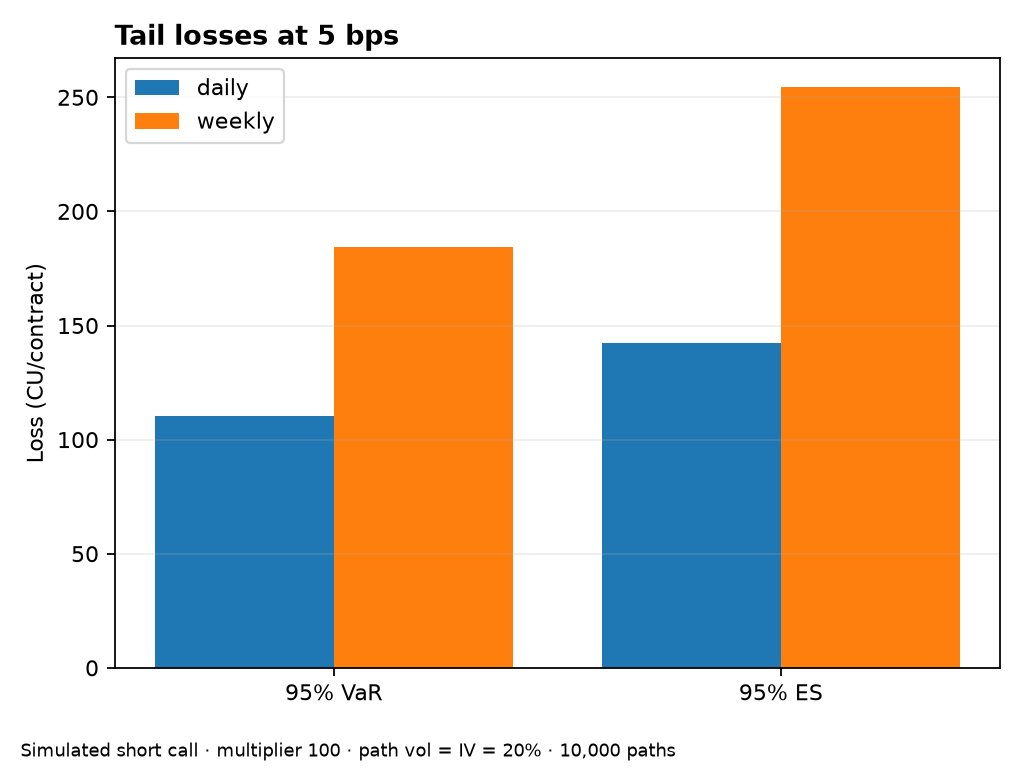 Tail losses at 5 bps
daily
weekly
Loss (CU/contract)
250
200
150
100
50
0
95% VaR
95% ES
Simulated short call · multiplier 100 · path vol = IV = 20% · 10,000 paths